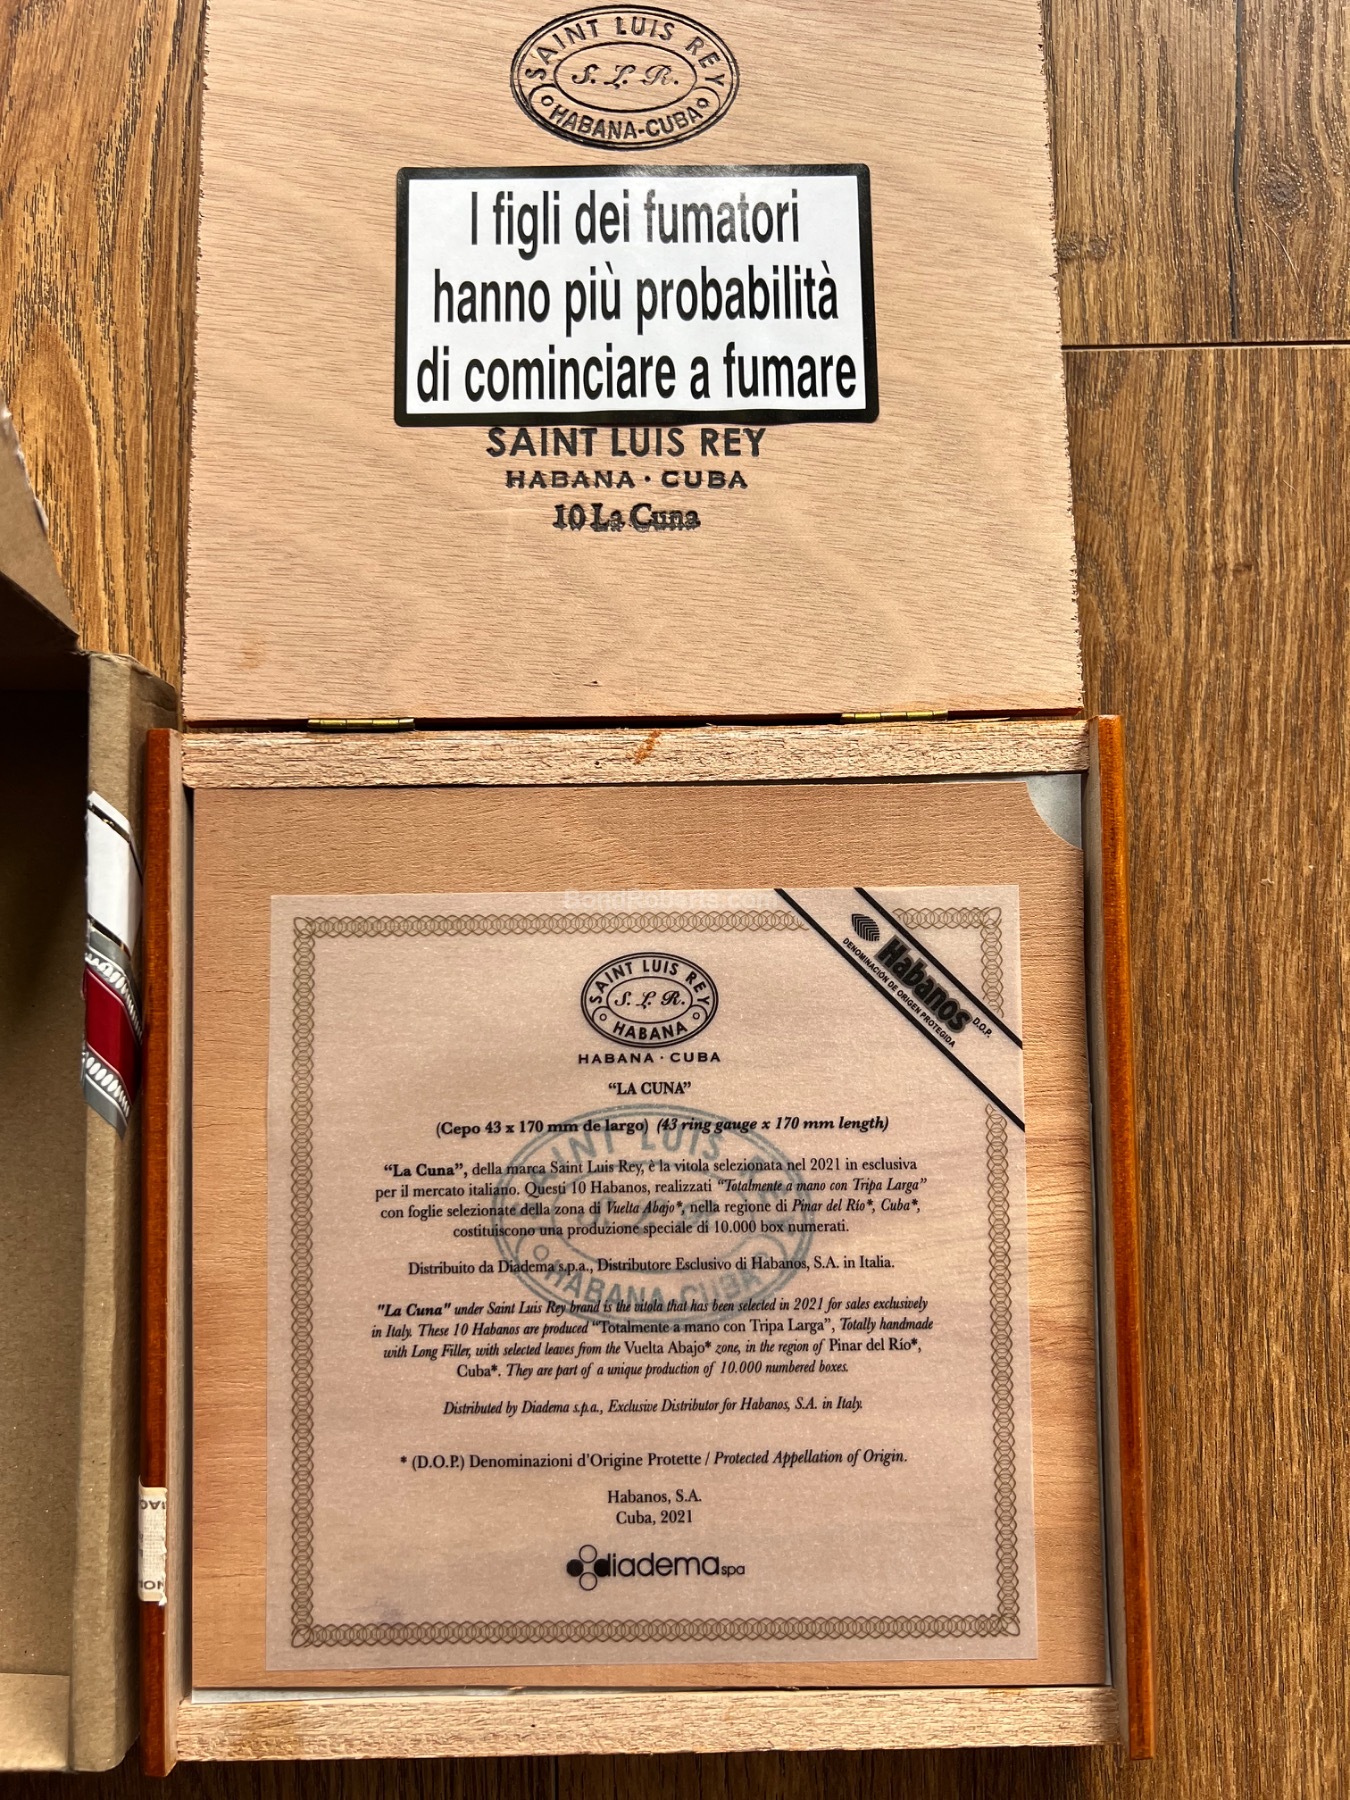 SAINT LUIS REY
S. L. R.
HABANA-CUBA
I figli dei fumatori
hanno più probabilità
di cominciare a fumare
SAINT LUIS REY
HABANA · CUBA
10 La Cuna
BondRoberts.com
Habanos
DENOMINACIÓN DE ORIGEN PROTEGIDA
D.O.P.
SAINT LUIS REY
S. L. R.
HABANA
HABANA · CUBA
“LA CUNA”
(Cepo 43 x 170 mm de largo) (43 ring gauge x 170 mm length)
“La Cuna”, della marca Saint Luis Rey, è la vitola selezionata nel 2021 in esclusiva
per il mercato italiano. Questi 10 Habanos, realizzati “Totalmente a mano con Tripa Larga”
con foglie selezionate della zona di Vuelta Abajo*, nella regione di Pinar del Río*, Cuba*,
costituiscono una produzione speciale di 10.000 box numerati.
Distribuito da Diadema s.p.a., Distributore Esclusivo di Habanos, S.A. in Italia.
"La Cuna" under Saint Luis Rey brand is the vitola that has been selected in 2021 for sales exclusively
in Italy. These 10 Habanos are produced “Totalmente a mano con Tripa Larga”, Totally handmade
with Long Filler, with selected leaves from the Vuelta Abajo* zone, in the region of Pinar del Río*,
Cuba*. They are part of a unique production of 10.000 numbered boxes.
Distributed by Diadema s.p.a., Exclusive Distributor for Habanos, S.A. in Italy.
* (D.O.P.) Denominazioni d'Origine Protette / Protected Appellation of Origin.
Habanos, S.A.
Cuba, 2021
diadema spa
SAINT LUIS REY
HABANA-CUBA